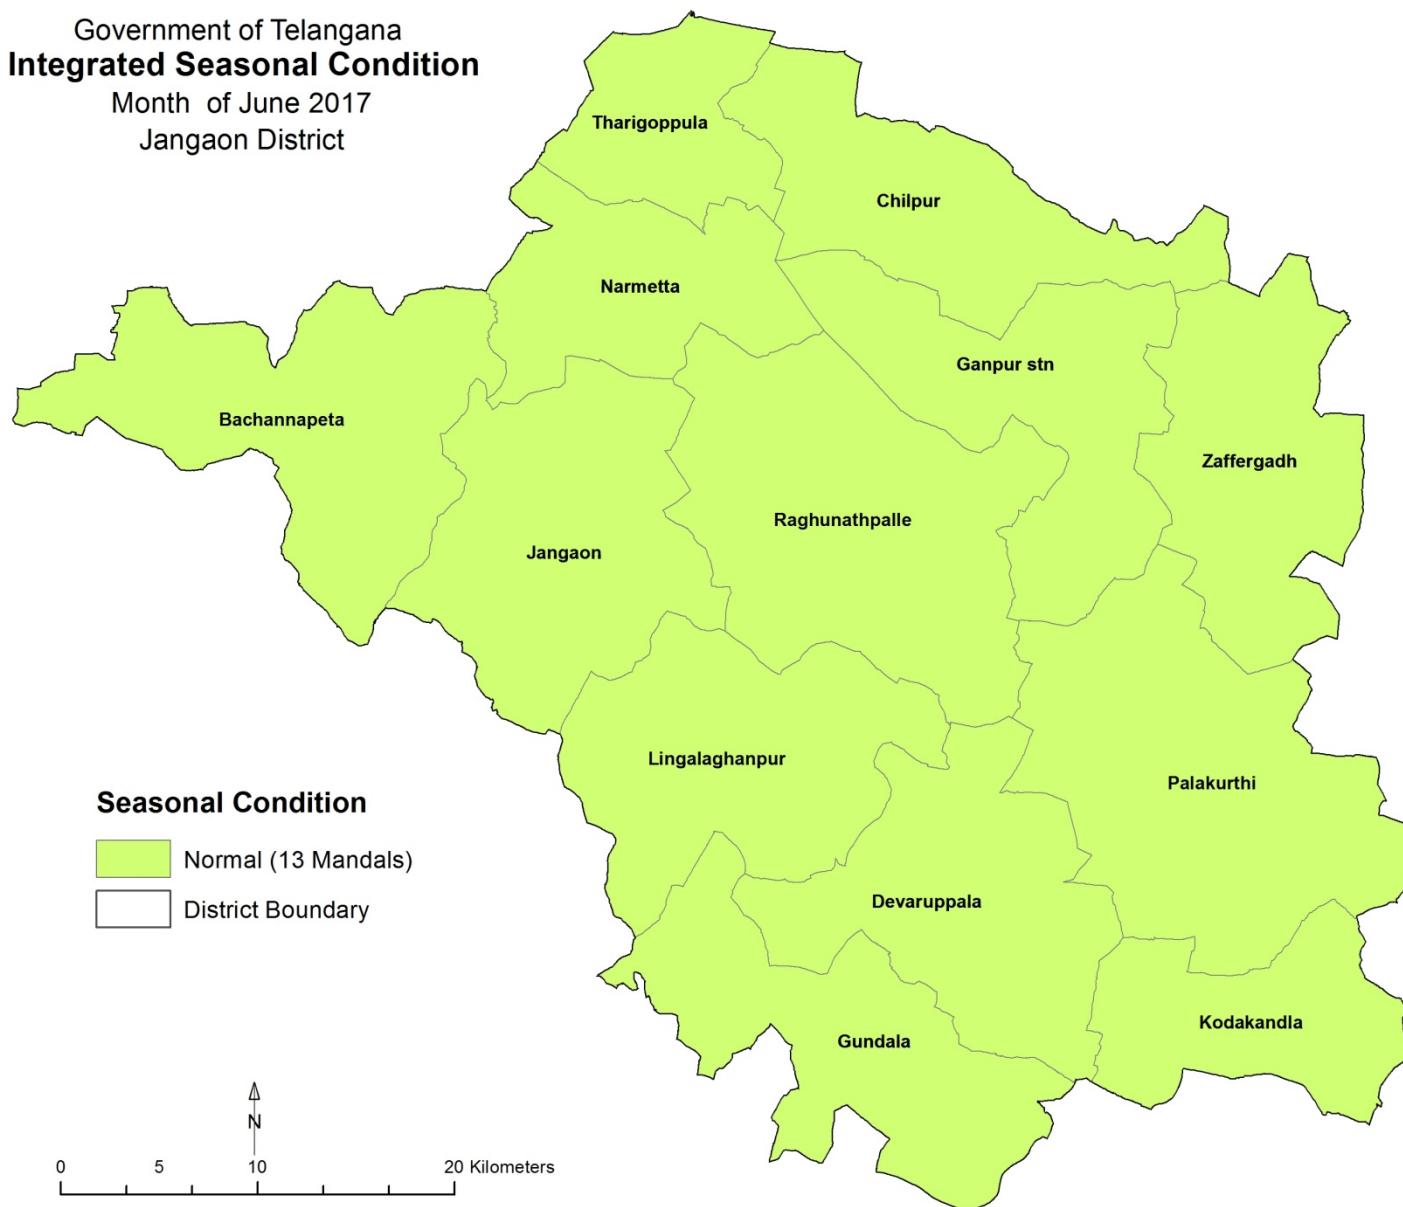 Government of Telangana
Integrated Seasonal Condition
Month of June 2017
Jangaon District
Tharigoppula
Chilpur
Narmetta
Ganpur stn
Bachannapeta
Zaffergadh
Raghunathpalle
Jangaon
Lingalaghanpur
Palakurthi
Seasonal Condition
Normal (13 Mandals)
District Boundary
Devaruppala
Kodakandla
Gundala
N
0 5 10 20 Kilometers